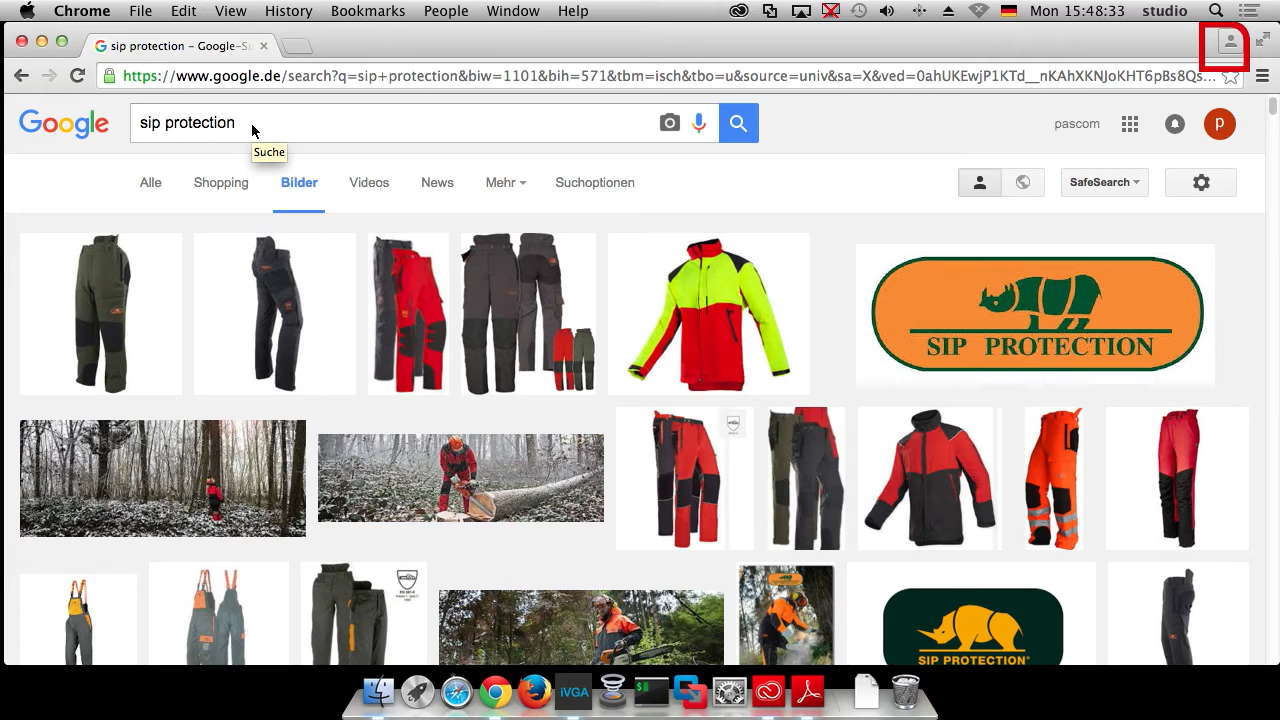 Chrome File Edit View History Bookmarks People Window Help Mon 15:48:33 studio
sip protection - Google-S
https://www.google.de/search?q=sip+protection&biw=1101&bih=571&tbm=isch&tbo=u&source=univ&sa=X&ved=0ahUKEwjP1KTd__nKAhXKNJoKHT6pBs8Qs...
Google sip protection pascom p
Suche
Alle Shopping Bilder Videos News Mehr Suchoptionen SafeSearch
SIP PROTECTION
SIP PROTECTION
iVGA